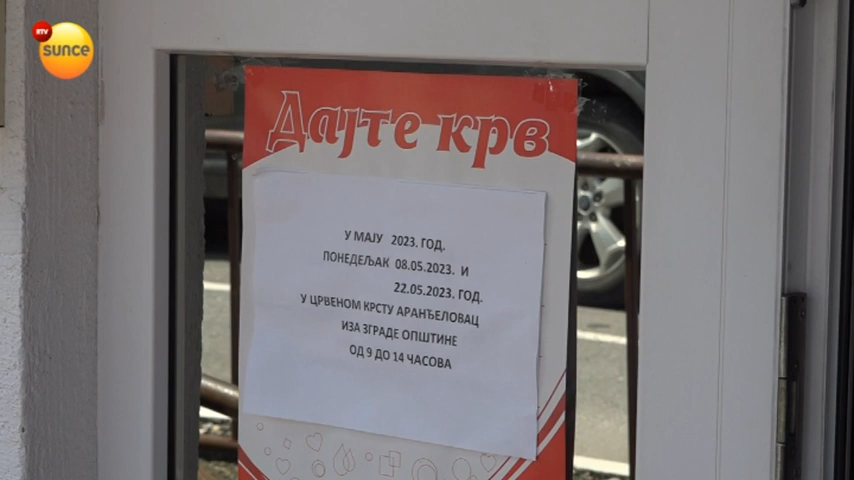 RTV
sunce
Дајте крв
У МАЈУ 2023. ГОД.
ПОНЕДЕЉАК 08.05.2023. И
22.05.2023. ГОД.
У ЦРВЕНОМ КРСТУ АРАНЂЕЛОВАЦ
ИЗА ЗГРАДЕ ОПШТИНЕ
ОД 9 ДО 14 ЧАСОВА